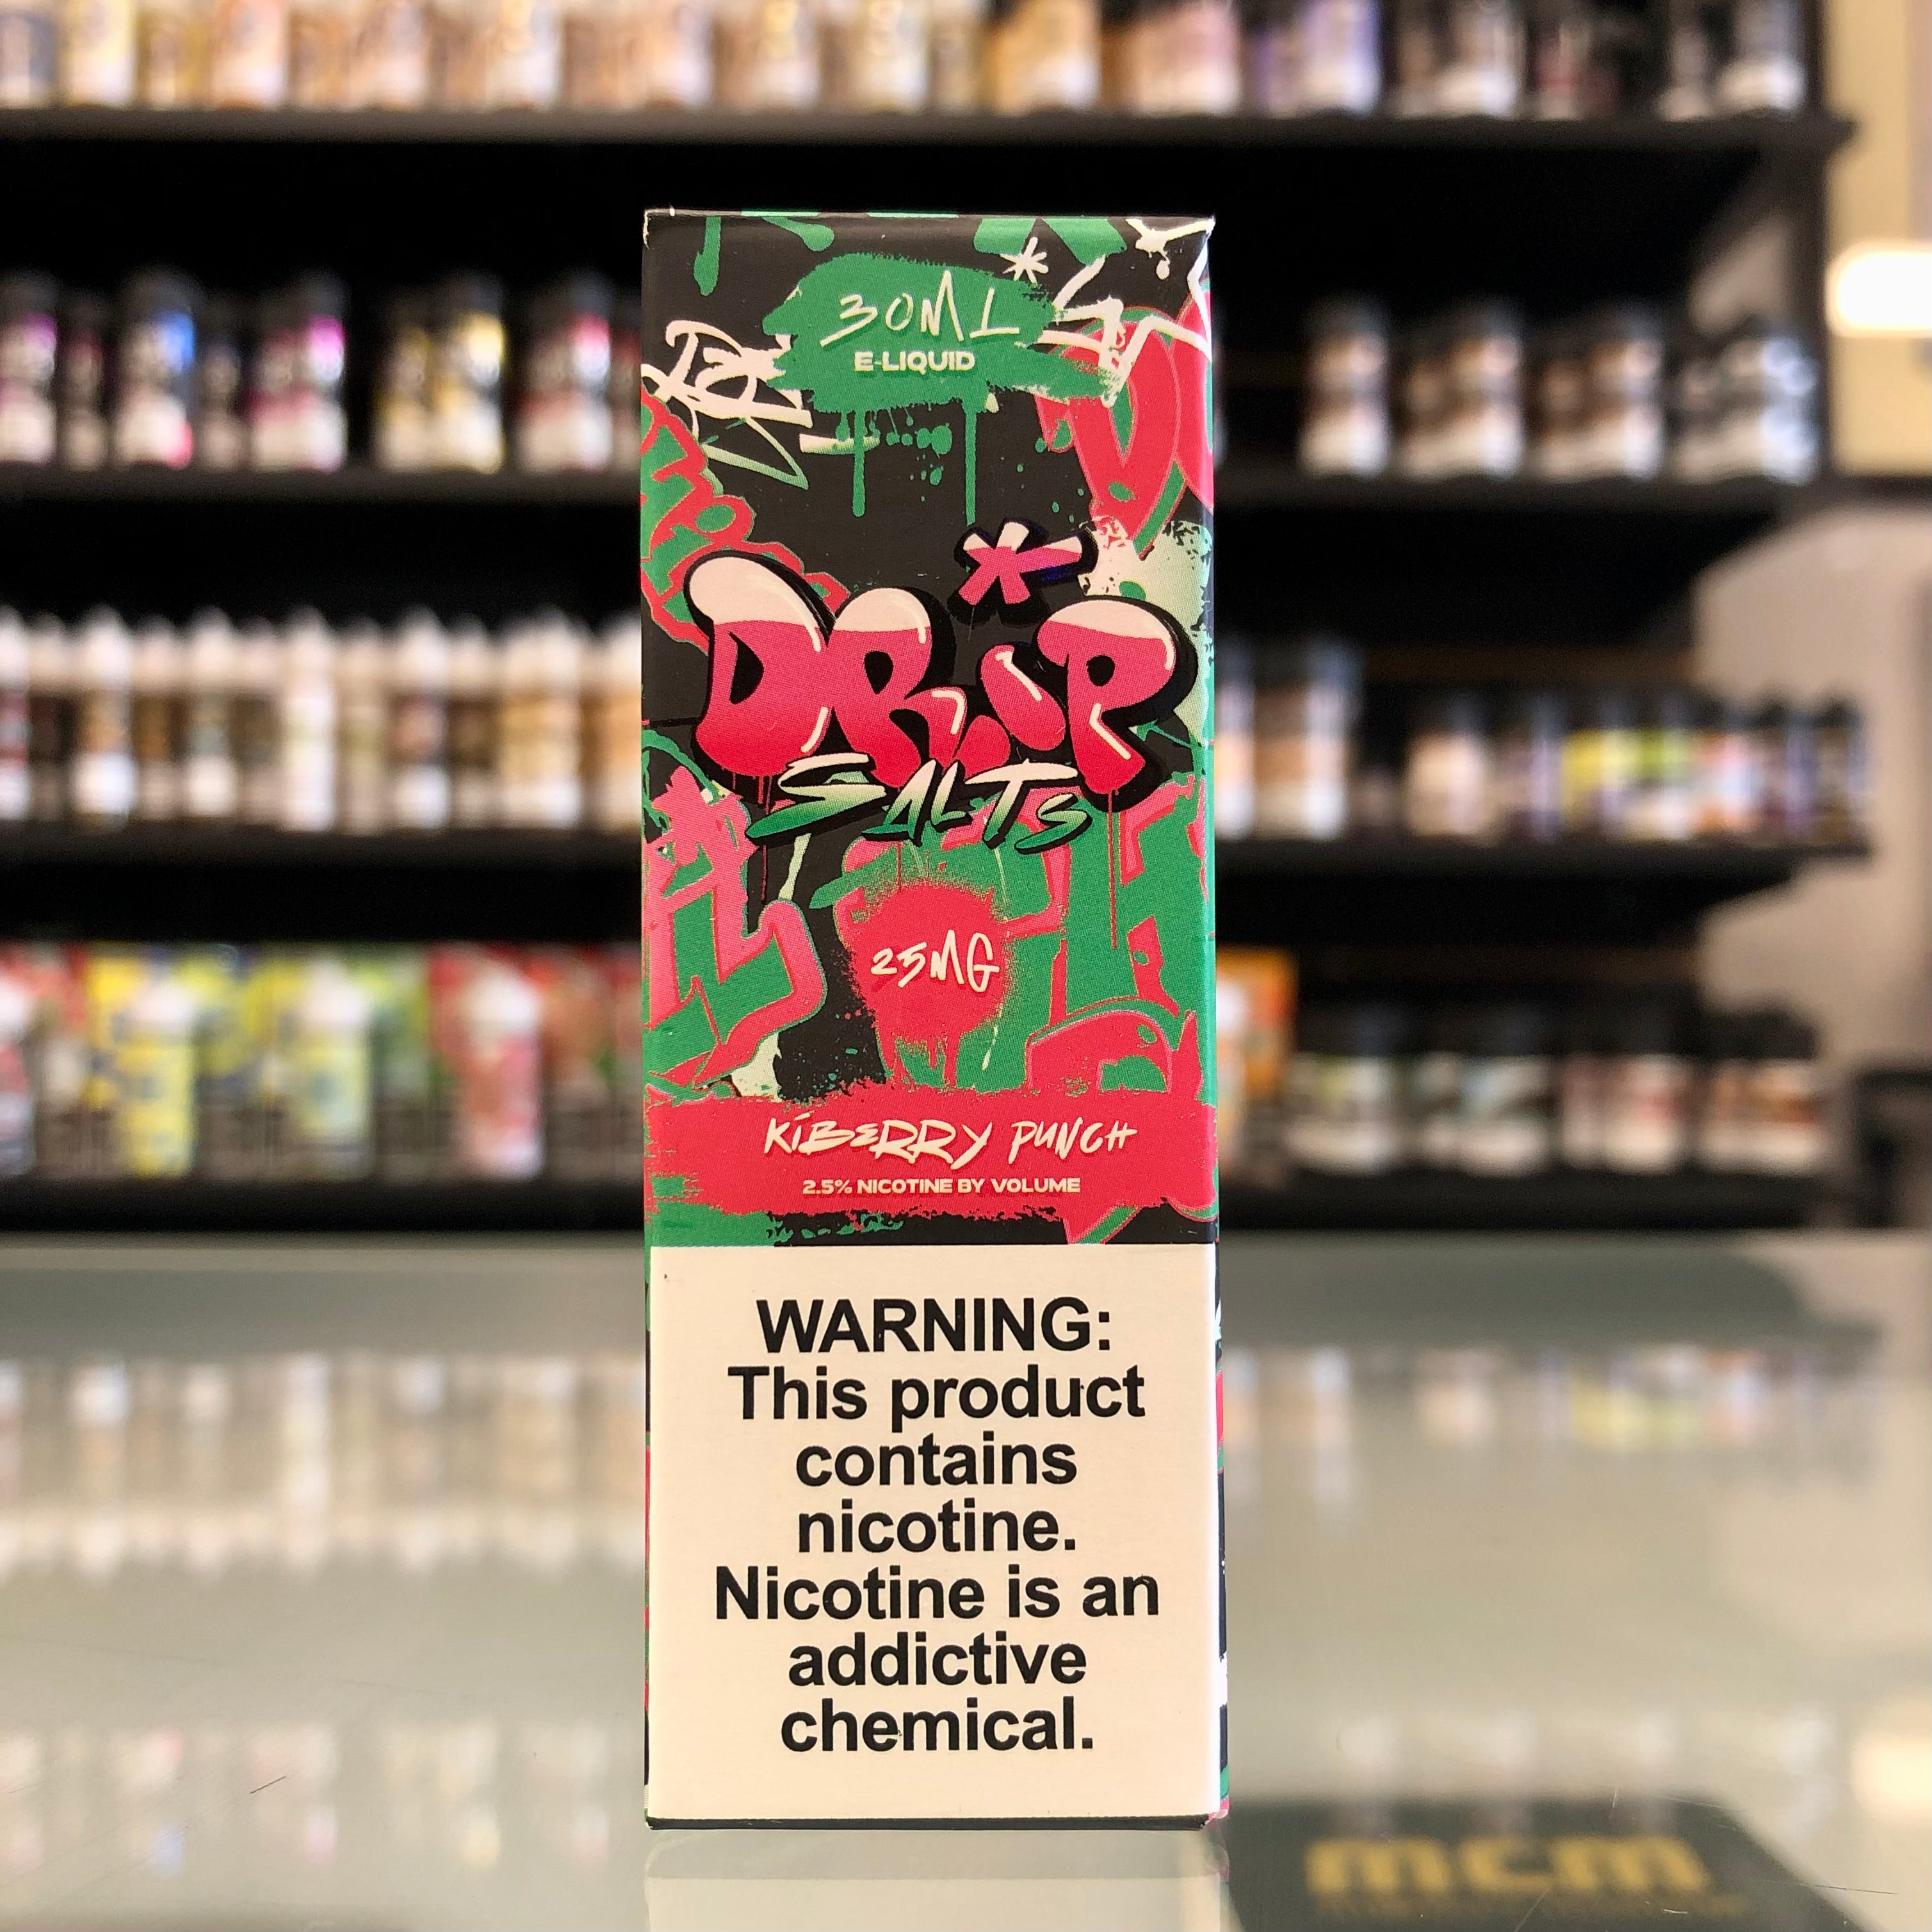 30ML
E-LIQUID
DRiP
SALTS
25MG
KiBERRY PUNCH
2.5% NICOTINE BY VOLUME
WARNING:
This product
contains
nicotine.
Nicotine is an
addictive
chemical.
mcm